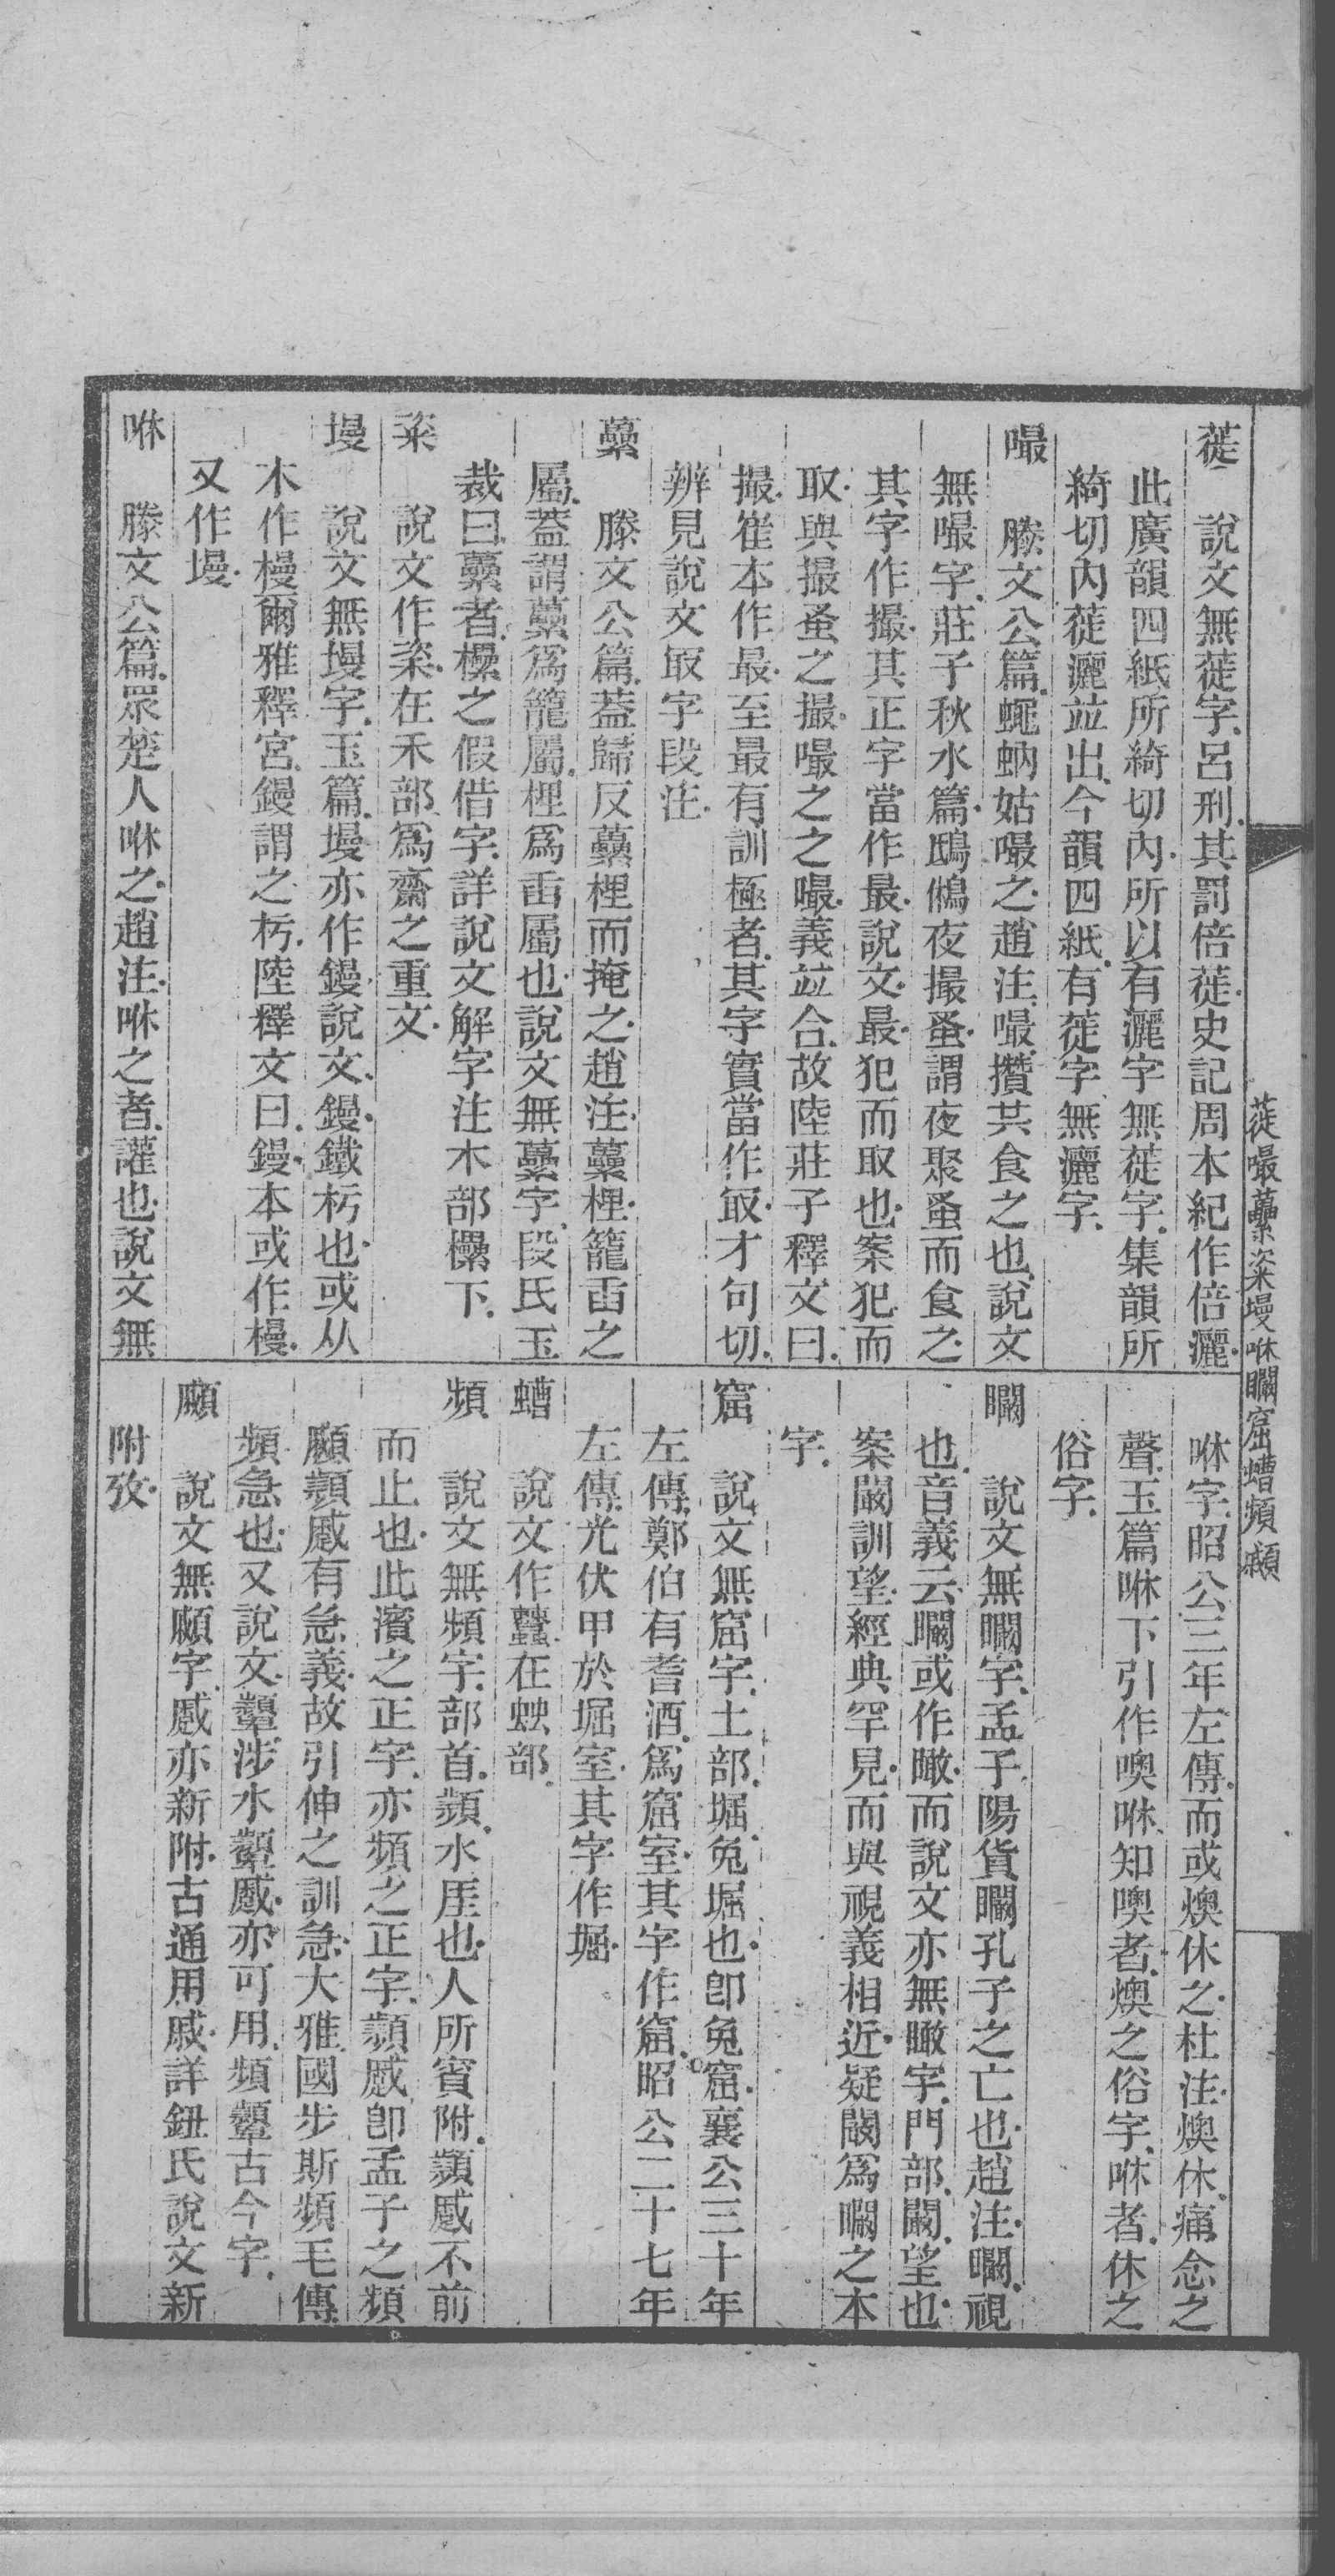 蓰嘬虆粢墁咻瞷窟螬頻顣
蓰　說文無蓰字呂刑其罰倍蓰史記周本紀作倍灑
此廣韻四紙所綺切內所以有灑字無蓰字集韻所
綺切內蓰灑竝出今韻四紙有蓰字無灑字
嘬　滕文公篇蠅蚋姑嘬之趙注嘬攢共食之也說文
無嘬字莊子秋水篇鴟鵂夜撮蚤謂夜聚蚤而食之
其字作撮其正字當作最說文最犯而取也案犯而
取與撮蚤之撮嘬之之嘬義竝合故陸莊子釋文曰
撮崔本作最至最有訓極者其字實當作冣才句切
辨見說文冣字段注
虆　滕文公篇蓋歸反虆梩而掩之趙注虆梩籠臿之
屬蓋謂虆爲籠屬梩爲臿屬也說文無虆字段氏玉
裁曰虆者欙之假借字詳說文解字注木部欙下
粢　說文作秶在禾部爲齋之重文
墁　說文無墁字玉篇墁亦作鏝說文鏝鐵杇也或从
木作槾爾雅釋宮鏝謂之杇陸釋文曰鏝本或作槾
又作墁
咻　滕文公篇眾楚人咻之趙注咻之者讙也說文無
咻字昭公三年左傳而或燠休之杜注燠休痛念之
聲玉篇咻下引作噢咻知噢者燠之俗字咻者休之
俗字
瞷　說文無瞷字孟子陽貨瞷孔子之亡也趙注瞷視
也音義云瞷或作瞰而說文亦無瞰字門部闞望也
案闞訓望經典罕見而與視義相近疑闞爲瞷之本
字
窟　說文無窟字土部堀兔堀也卽兔窟襄公三十年
左傳鄭伯有耆酒爲窟室其字作窟昭公二十七年
左傳光伏甲於堀室其字作堀
螬　說文作𧕉在䖵部
頻　說文無頻字部首瀕水厓也人所賓附瀕戚不前
而止也此濱之正字亦頻之正字瀕戚卽孟子之頻
顣瀕戚有急義故引伸之訓急大雅國步斯頻毛傳
頻急也又說文顰涉水顰戚亦可用頻顰古今字
顣　說文無顣字慼亦新附古通用戚詳鈕氏說文新
附攷